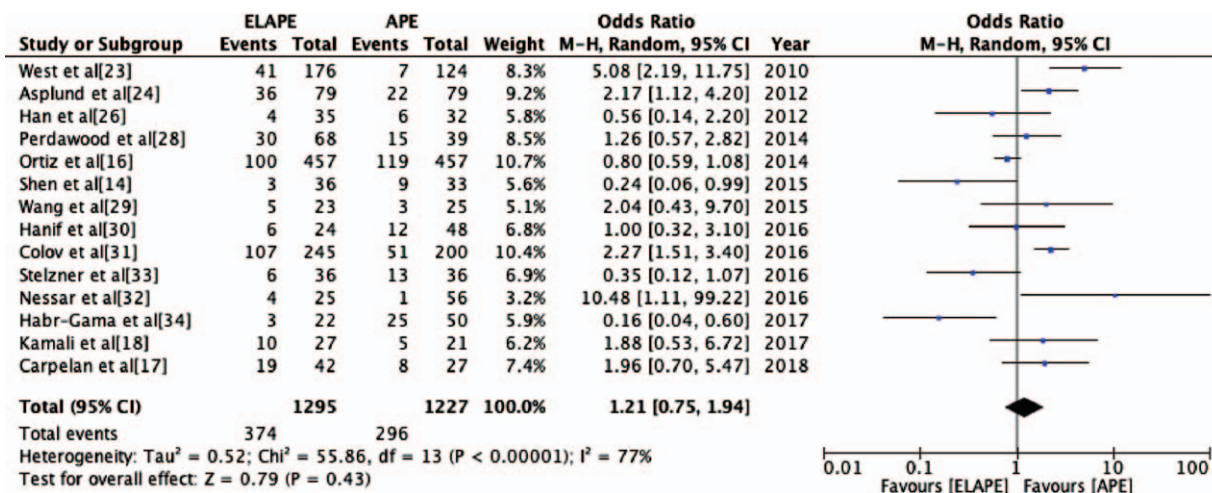 ELAPE APE Odds Ratio Odds Ratio
Study or Subgroup Events Total Events Total Weight M-H, Random, 95% CI Year M-H, Random, 95% CI
West et al[23] 41 176 7 124 8.3% 5.08 [2.19, 11.75] 2010
Asplund et al[24] 36 79 22 79 9.2% 2.17 [1.12, 4.20] 2012
Han et al[26] 4 35 6 32 5.8% 0.56 [0.14, 2.20] 2012
Perdawood et al[28] 30 68 15 39 8.5% 1.26 [0.57, 2.82] 2014
Ortiz et al[16] 100 457 119 457 10.7% 0.80 [0.59, 1.08] 2014
Shen et al[14] 3 36 9 33 5.6% 0.24 [0.06, 0.99] 2015
Wang et al[29] 5 23 3 25 5.1% 2.04 [0.43, 9.70] 2015
Hanif et al[30] 6 24 12 48 6.8% 1.00 [0.32, 3.10] 2016
Colov et al[31] 107 245 51 200 10.4% 2.27 [1.51, 3.40] 2016
Stelzner et al[33] 6 36 13 36 6.9% 0.35 [0.12, 1.07] 2016
Nessar et al[32] 4 25 1 56 3.2% 10.48 [1.11, 99.22] 2016
Habr-Gama et al[34] 3 22 25 50 5.9% 0.16 [0.04, 0.60] 2017
Kamali et al[18] 10 27 5 21 6.2% 1.88 [0.53, 6.72] 2017
Carpelan et al[17] 19 42 8 27 7.4% 1.96 [0.70, 5.47] 2018
Total (95% CI) 1295 1227 100.0% 1.21 [0.75, 1.94]
Total events 374 296
Heterogeneity: Tau² = 0.52; Chi² = 55.86, df = 13 (P < 0.00001); I² = 77%
Test for overall effect: Z = 0.79 (P = 0.43)
0.01 0.1 1 10 100
Favours [ELAPE] Favours [APE]